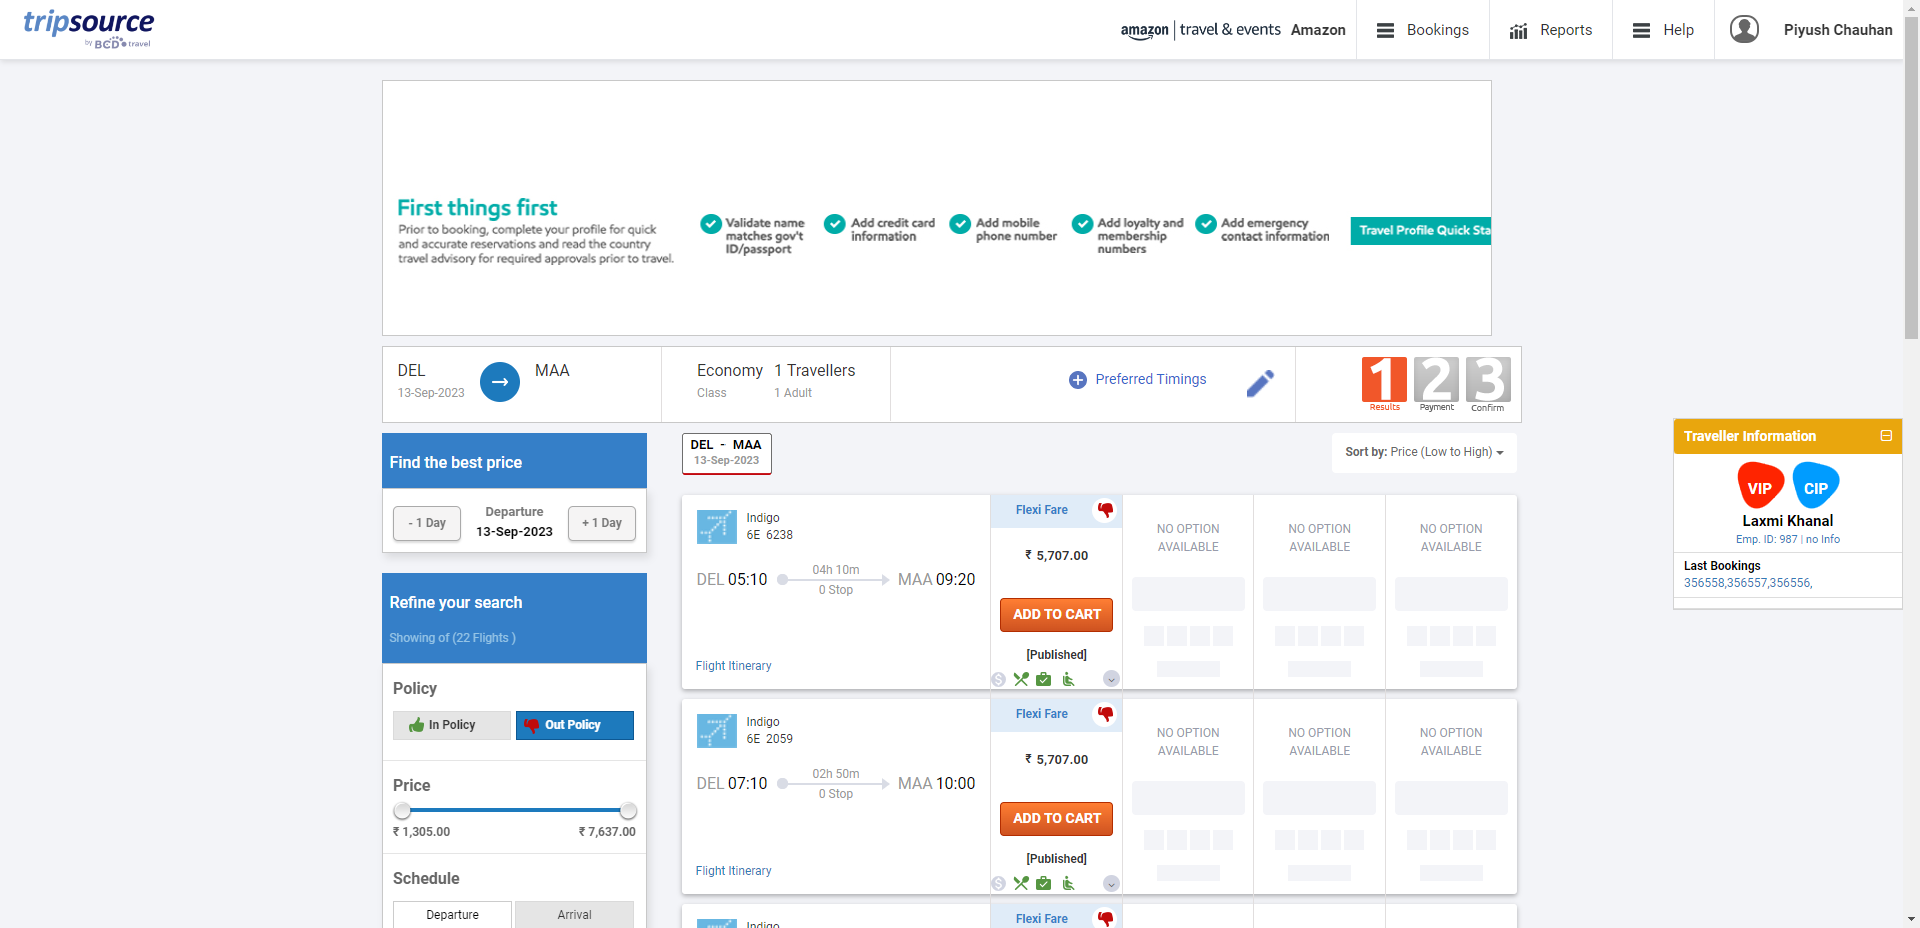 tripsource
by BCD travel
amazon | travel & events Amazon
Bookings
Reports
Help
Piyush Chauhan
First things first
Prior to booking, complete your profile for quick
and accurate reservations and read the country
travel advisory for required approvals prior to travel.
Validate name
matches gov't
ID/passport
Add credit card
information
Add mobile
phone number
Add loyalty and
membership
numbers
Add emergency
contact information
Travel Profile Quick Sta
DEL
13-Sep-2023
MAA
Economy
Class
1 Travellers
1 Adult
Preferred Timings
1
Results
2
Payment
3
Confirm
Find the best price
- 1 Day
Departure
13-Sep-2023
+ 1 Day
Refine your search
Showing of (22 Flights )
Policy
In Policy
Out Policy
Price
₹ 1,305.00
₹ 7,637.00
Schedule
Departure
Arrival
DEL - MAA
13-Sep-2023
Sort by: Price (Low to High)
Indigo
6E 6238
DEL 05:10
04h 10m
0 Stop
MAA 09:20
Flight Itinerary
Flexi Fare
₹ 5,707.00
ADD TO CART
[Published]
NO OPTION
AVAILABLE
NO OPTION
AVAILABLE
NO OPTION
AVAILABLE
Indigo
6E 2059
DEL 07:10
02h 50m
0 Stop
MAA 10:00
Flight Itinerary
Flexi Fare
₹ 5,707.00
ADD TO CART
[Published]
NO OPTION
AVAILABLE
NO OPTION
AVAILABLE
NO OPTION
AVAILABLE
Indigo
Flexi Fare
Traveller Information
VIP
CIP
Laxmi Khanal
Emp. ID: 987 | no Info
Last Bookings
356558,356557,356556,